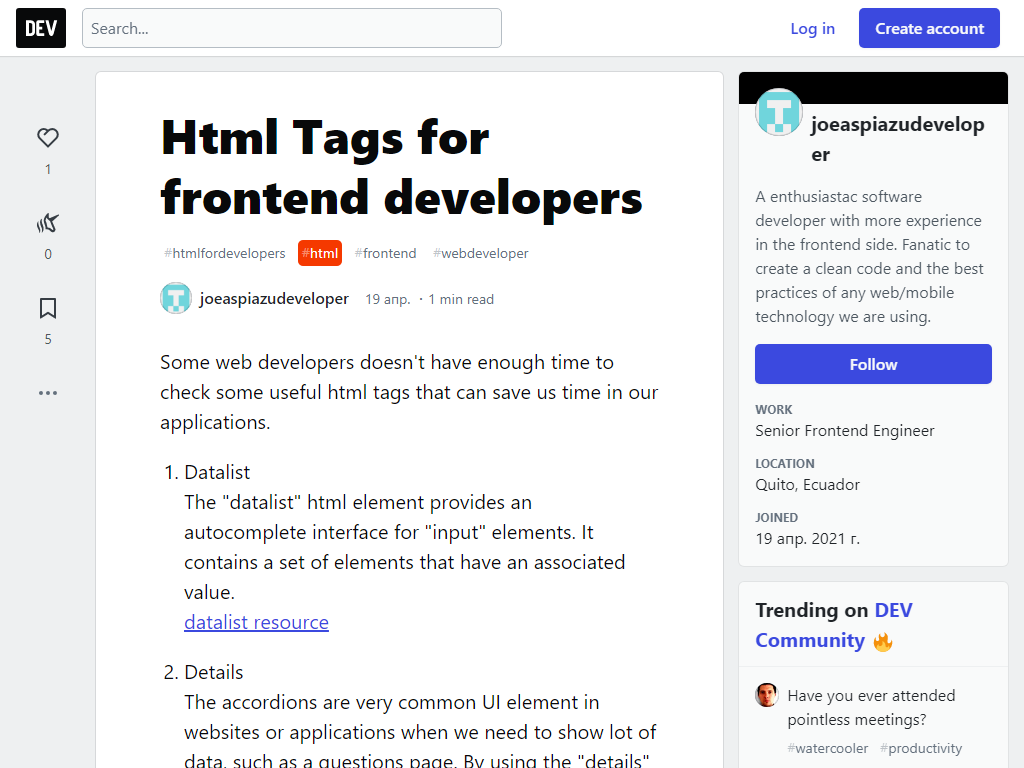 DEV
Search...
Log in
Create account
1
0
5
Html Tags for
frontend developers
#htmlfordevelopers #html #frontend #webdeveloper
joeaspiazudeveloper 19 апр. · 1 min read
Some web developers doesn't have enough time to
check some useful html tags that can save us time in our
applications.
1. Datalist
The "datalist" html element provides an
autocomplete interface for "input" elements. It
contains a set of elements that have an associated
value.
datalist resource
2. Details
The accordions are very common UI element in
websites or applications when we need to show lot of
data, such as a questions page. By using the "details"
joeaspiazudevelop
er
A enthusiastac software
developer with more experience
in the frontend side. Fanatic to
create a clean code and the best
practices of any web/mobile
technology we are using.
Follow
WORK
Senior Frontend Engineer
LOCATION
Quito, Ecuador
JOINED
19 апр. 2021 г.
Trending on DEV
Community 🔥
Have you ever attended
pointless meetings?
#watercooler #productivity